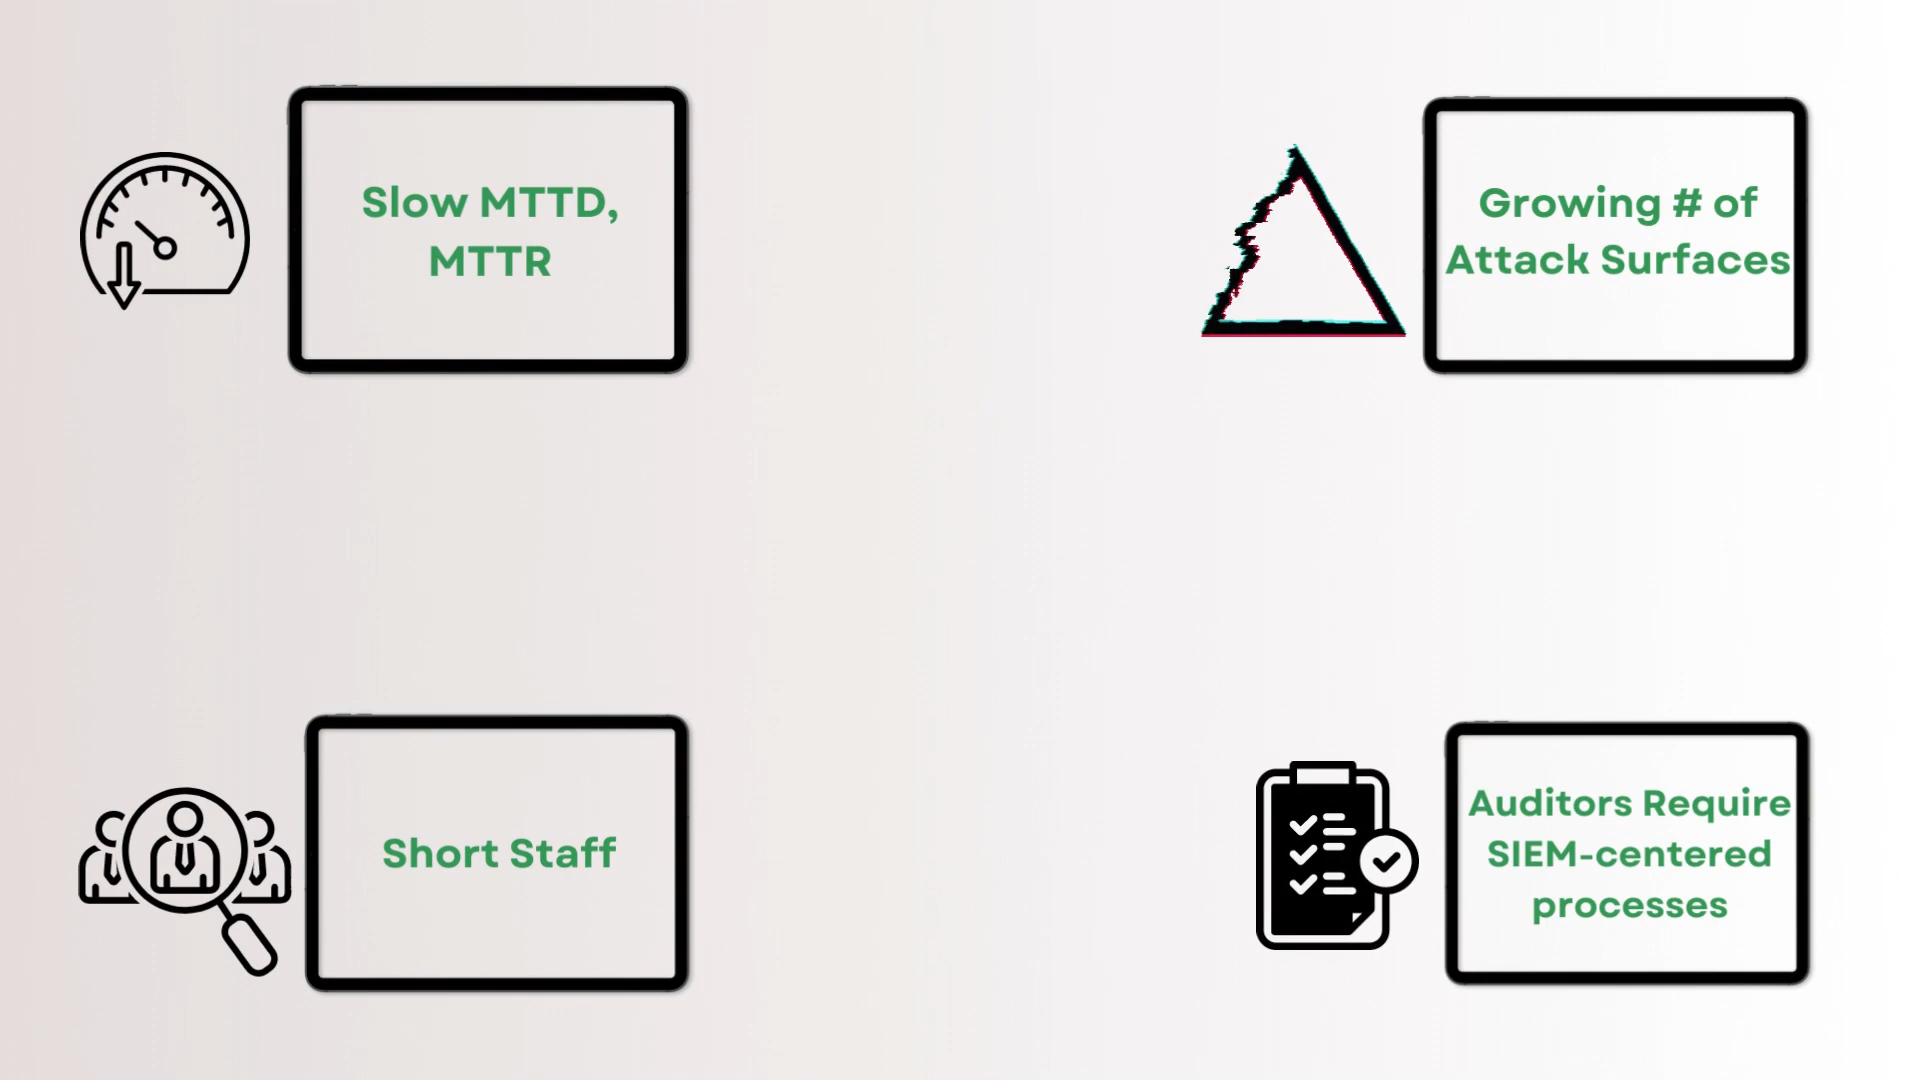 Slow MTTD,
MTTR
Growing # of
Attack Surfaces
Short Staff
Auditors Require
SIEM-centered
processes